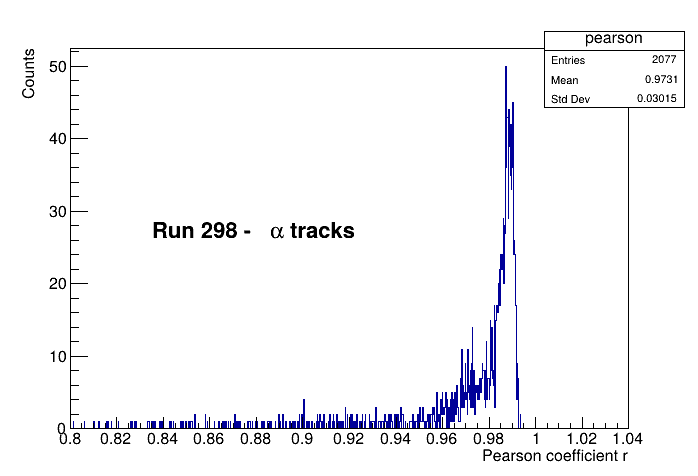 pearson
Entries 2077
Mean 0.9731
Std Dev 0.03015
Counts
50
40
30
20
10
0
Run 298 - α tracks
0.8 0.82 0.84 0.86 0.88 0.9 0.92 0.94 0.96 0.98 1 1.02 1.04
Pearson coefficient r